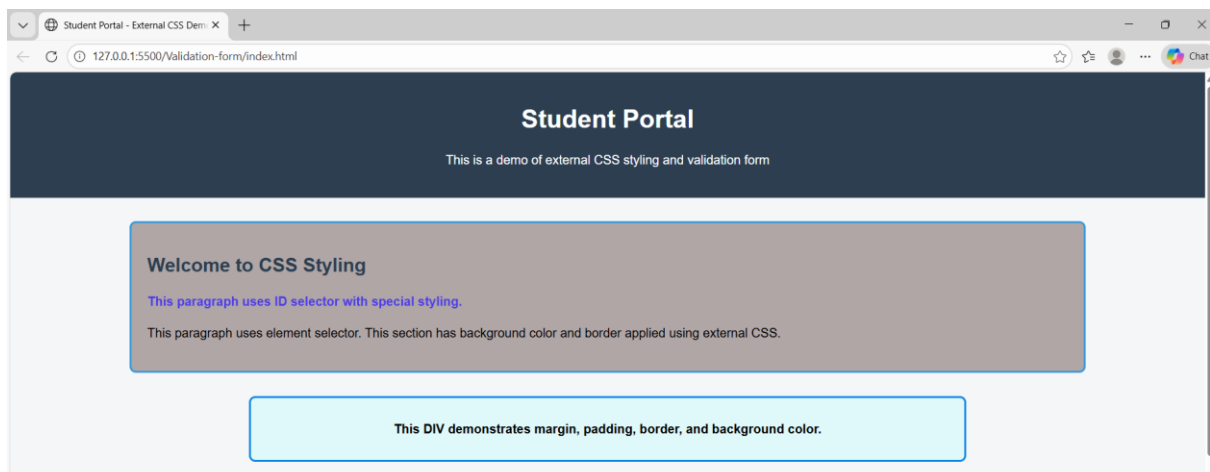 Student Portal - External CSS Dem
127.0.0.1:5500/Validation-form/index.html
Chat
Student Portal
This is a demo of external CSS styling and validation form
Welcome to CSS Styling
This paragraph uses ID selector with special styling.
This paragraph uses element selector. This section has background color and border applied using external CSS.
This DIV demonstrates margin, padding, border, and background color.